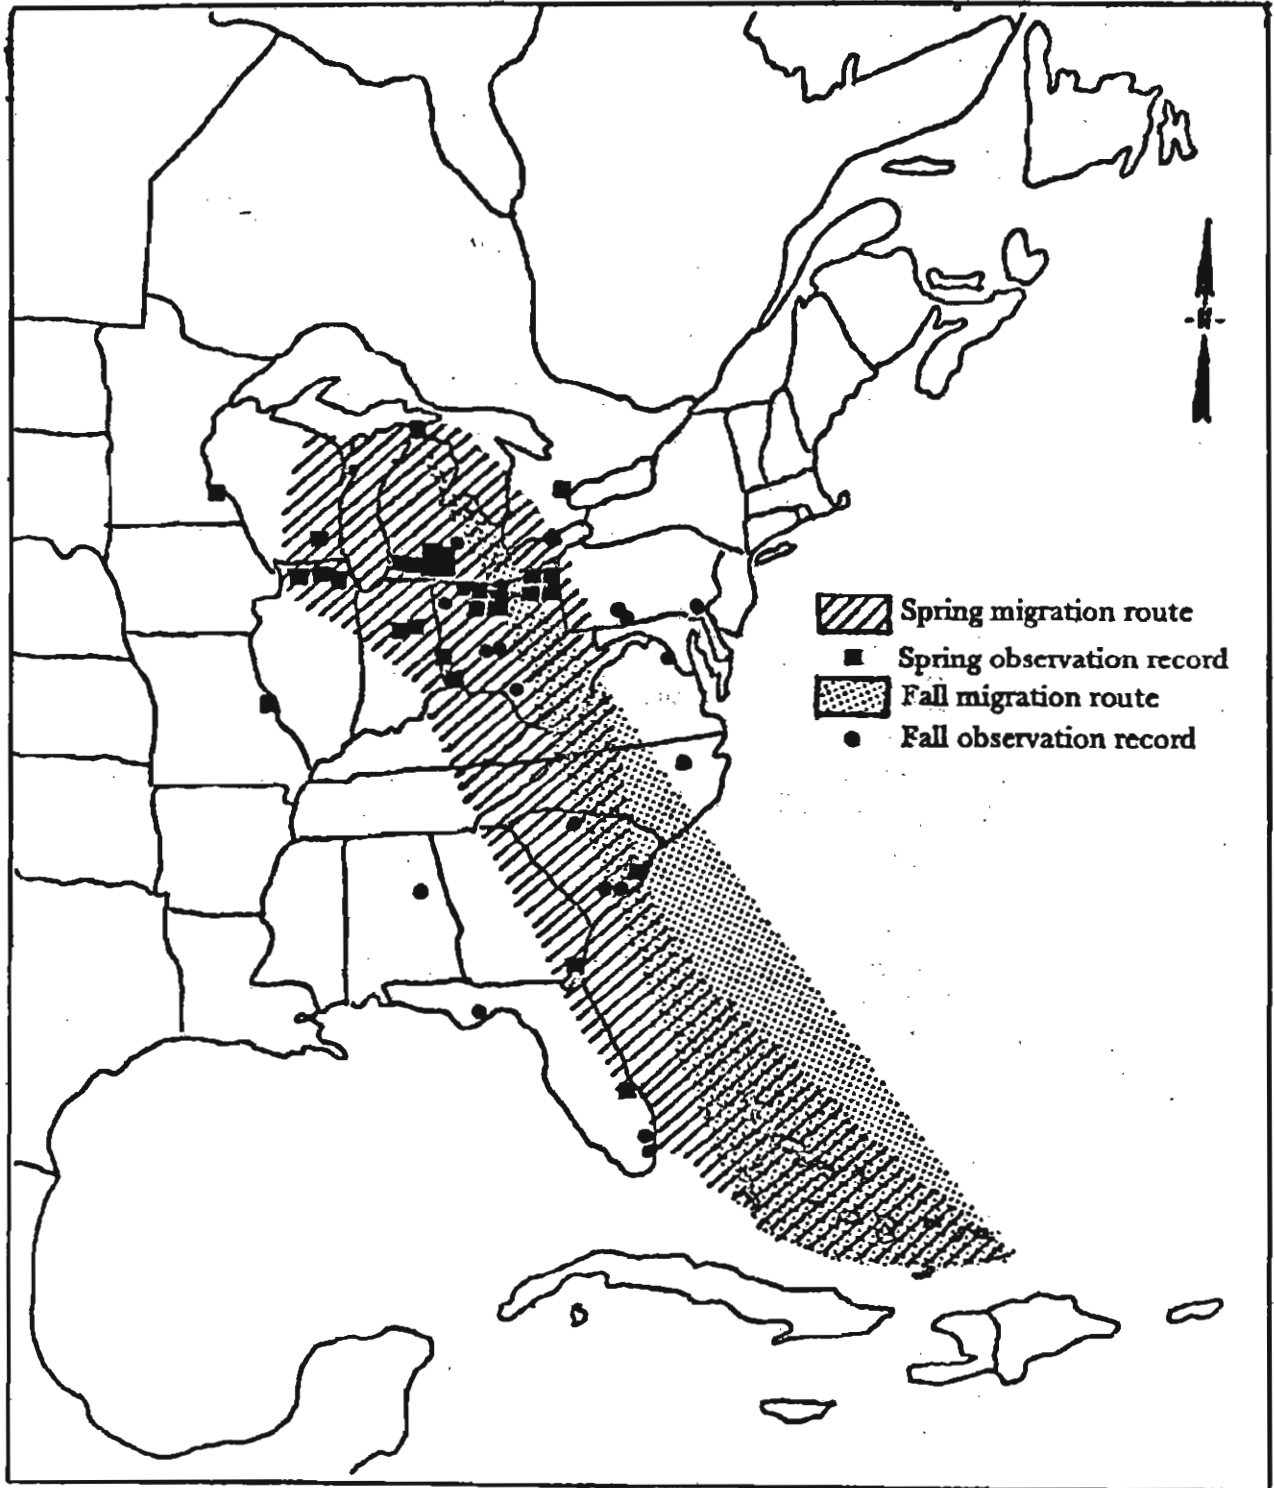 N
Spring migration route
Spring observation record
Fall migration route
Fall observation record